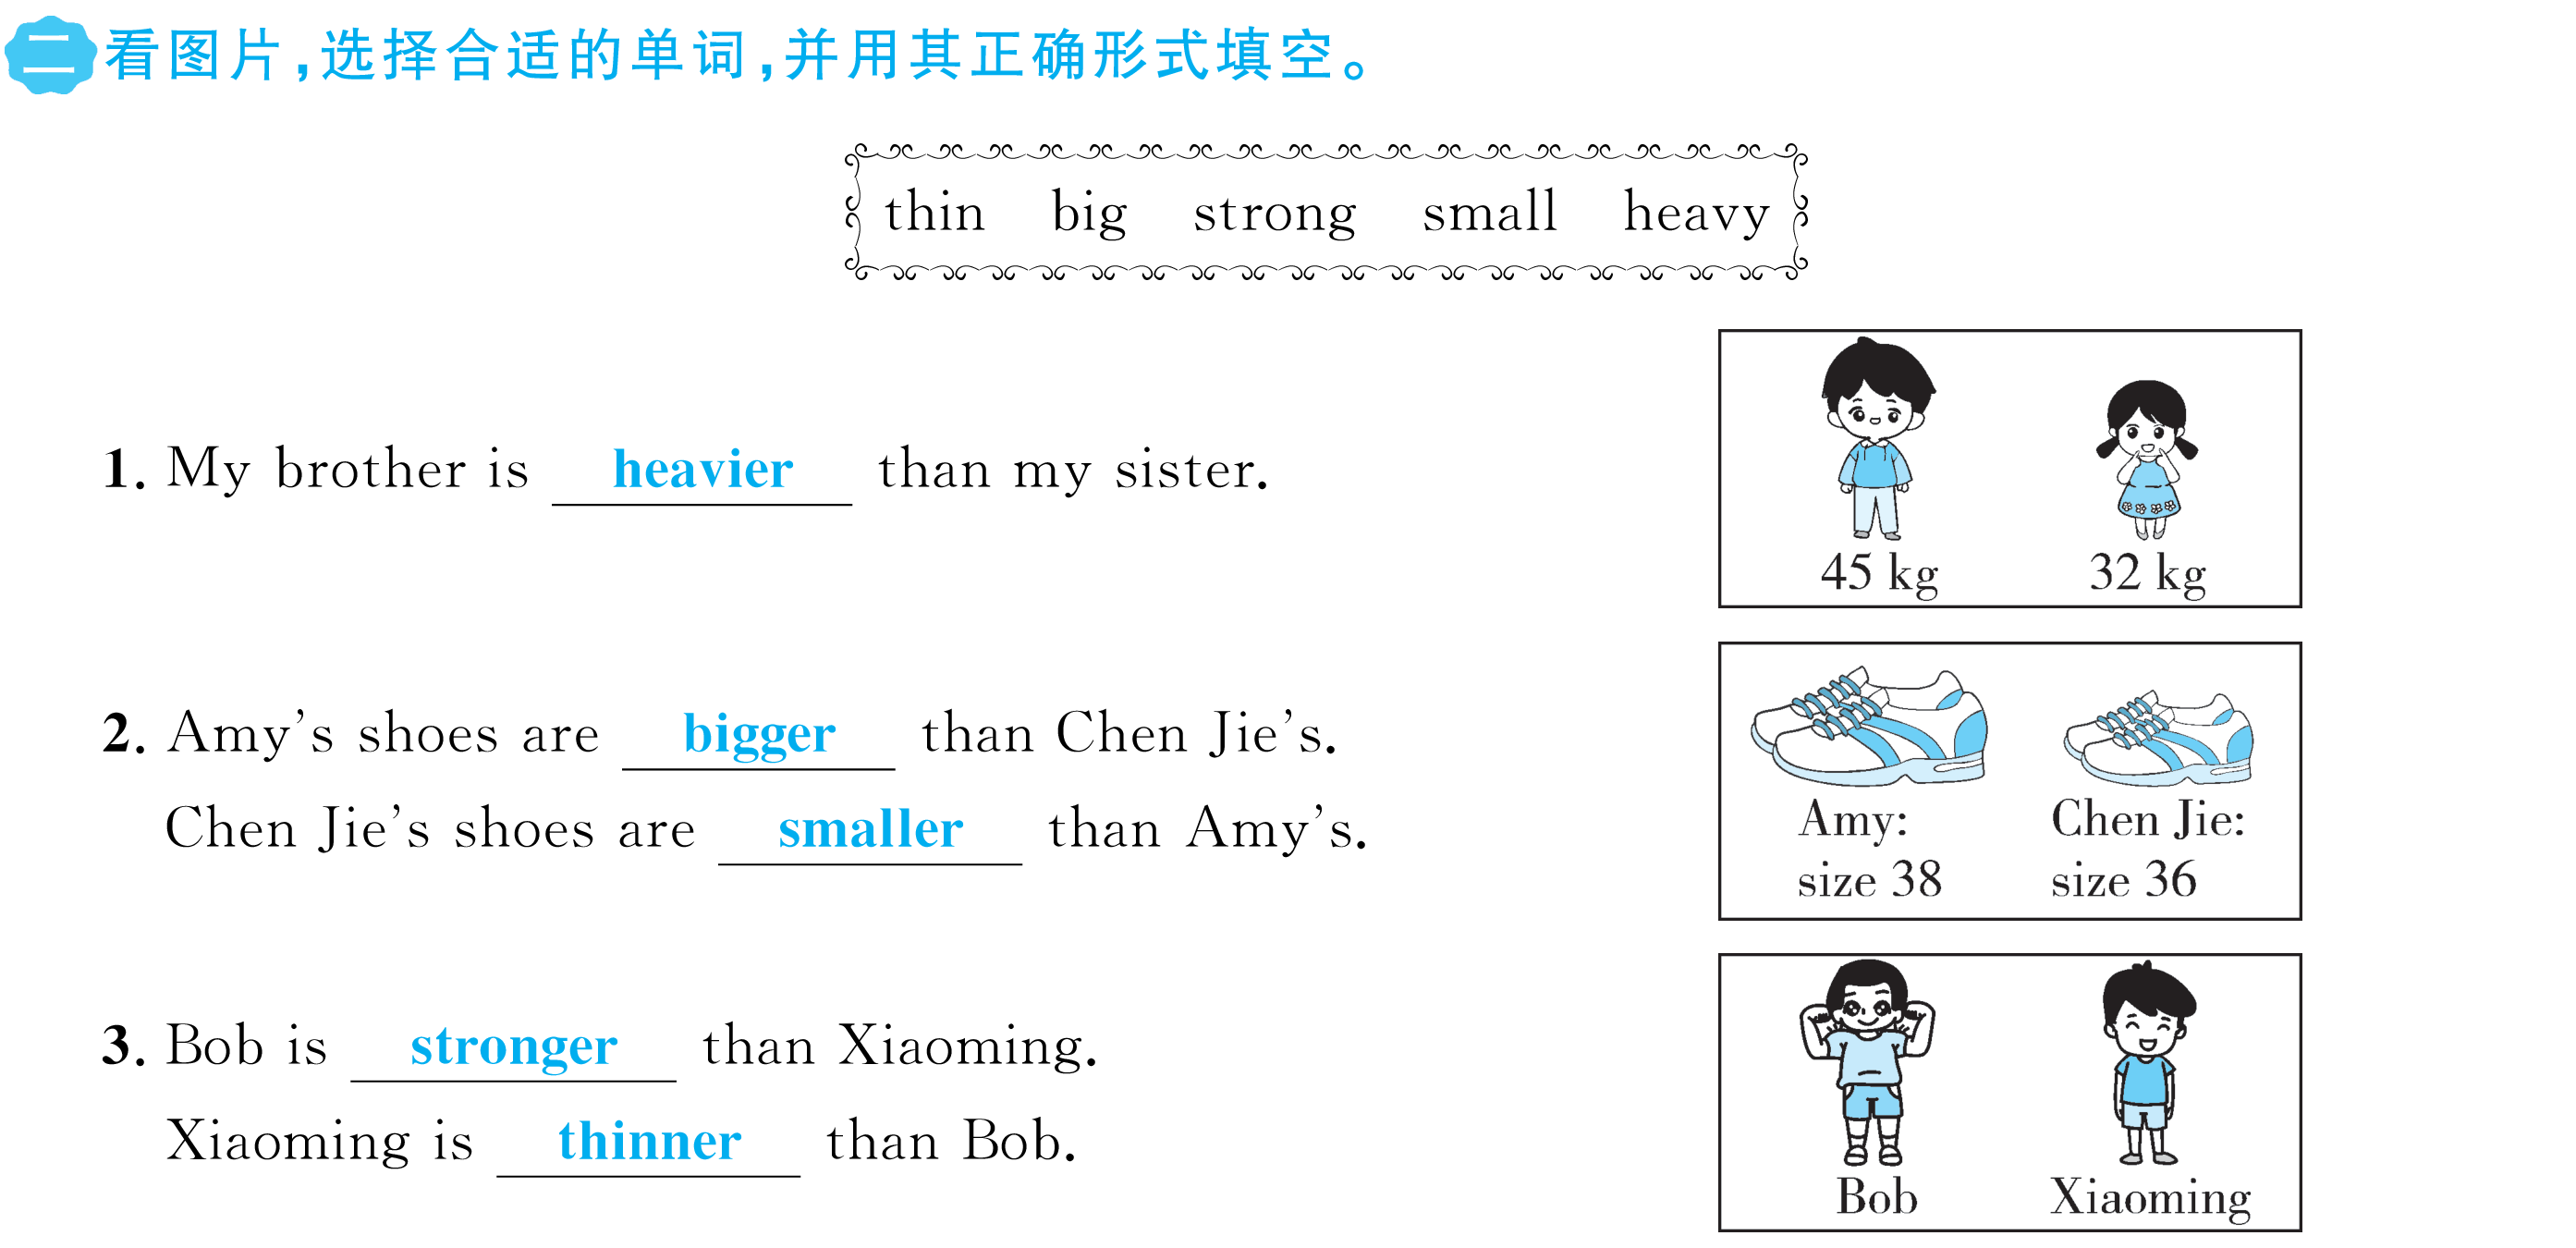 二 看图片,选择合适的单词,并用其正确形式填空。
thin big strong small heavy
1. My brother is heavier than my sister.
45 kg 32 kg
2. Amy's shoes are bigger than Chen Jie's.
Chen Jie's shoes are smaller than Amy's.
Amy: Chen Jie:
size 38 size 36
3. Bob is stronger than Xiaoming.
Xiaoming is thinner than Bob.
Bob Xiaoming